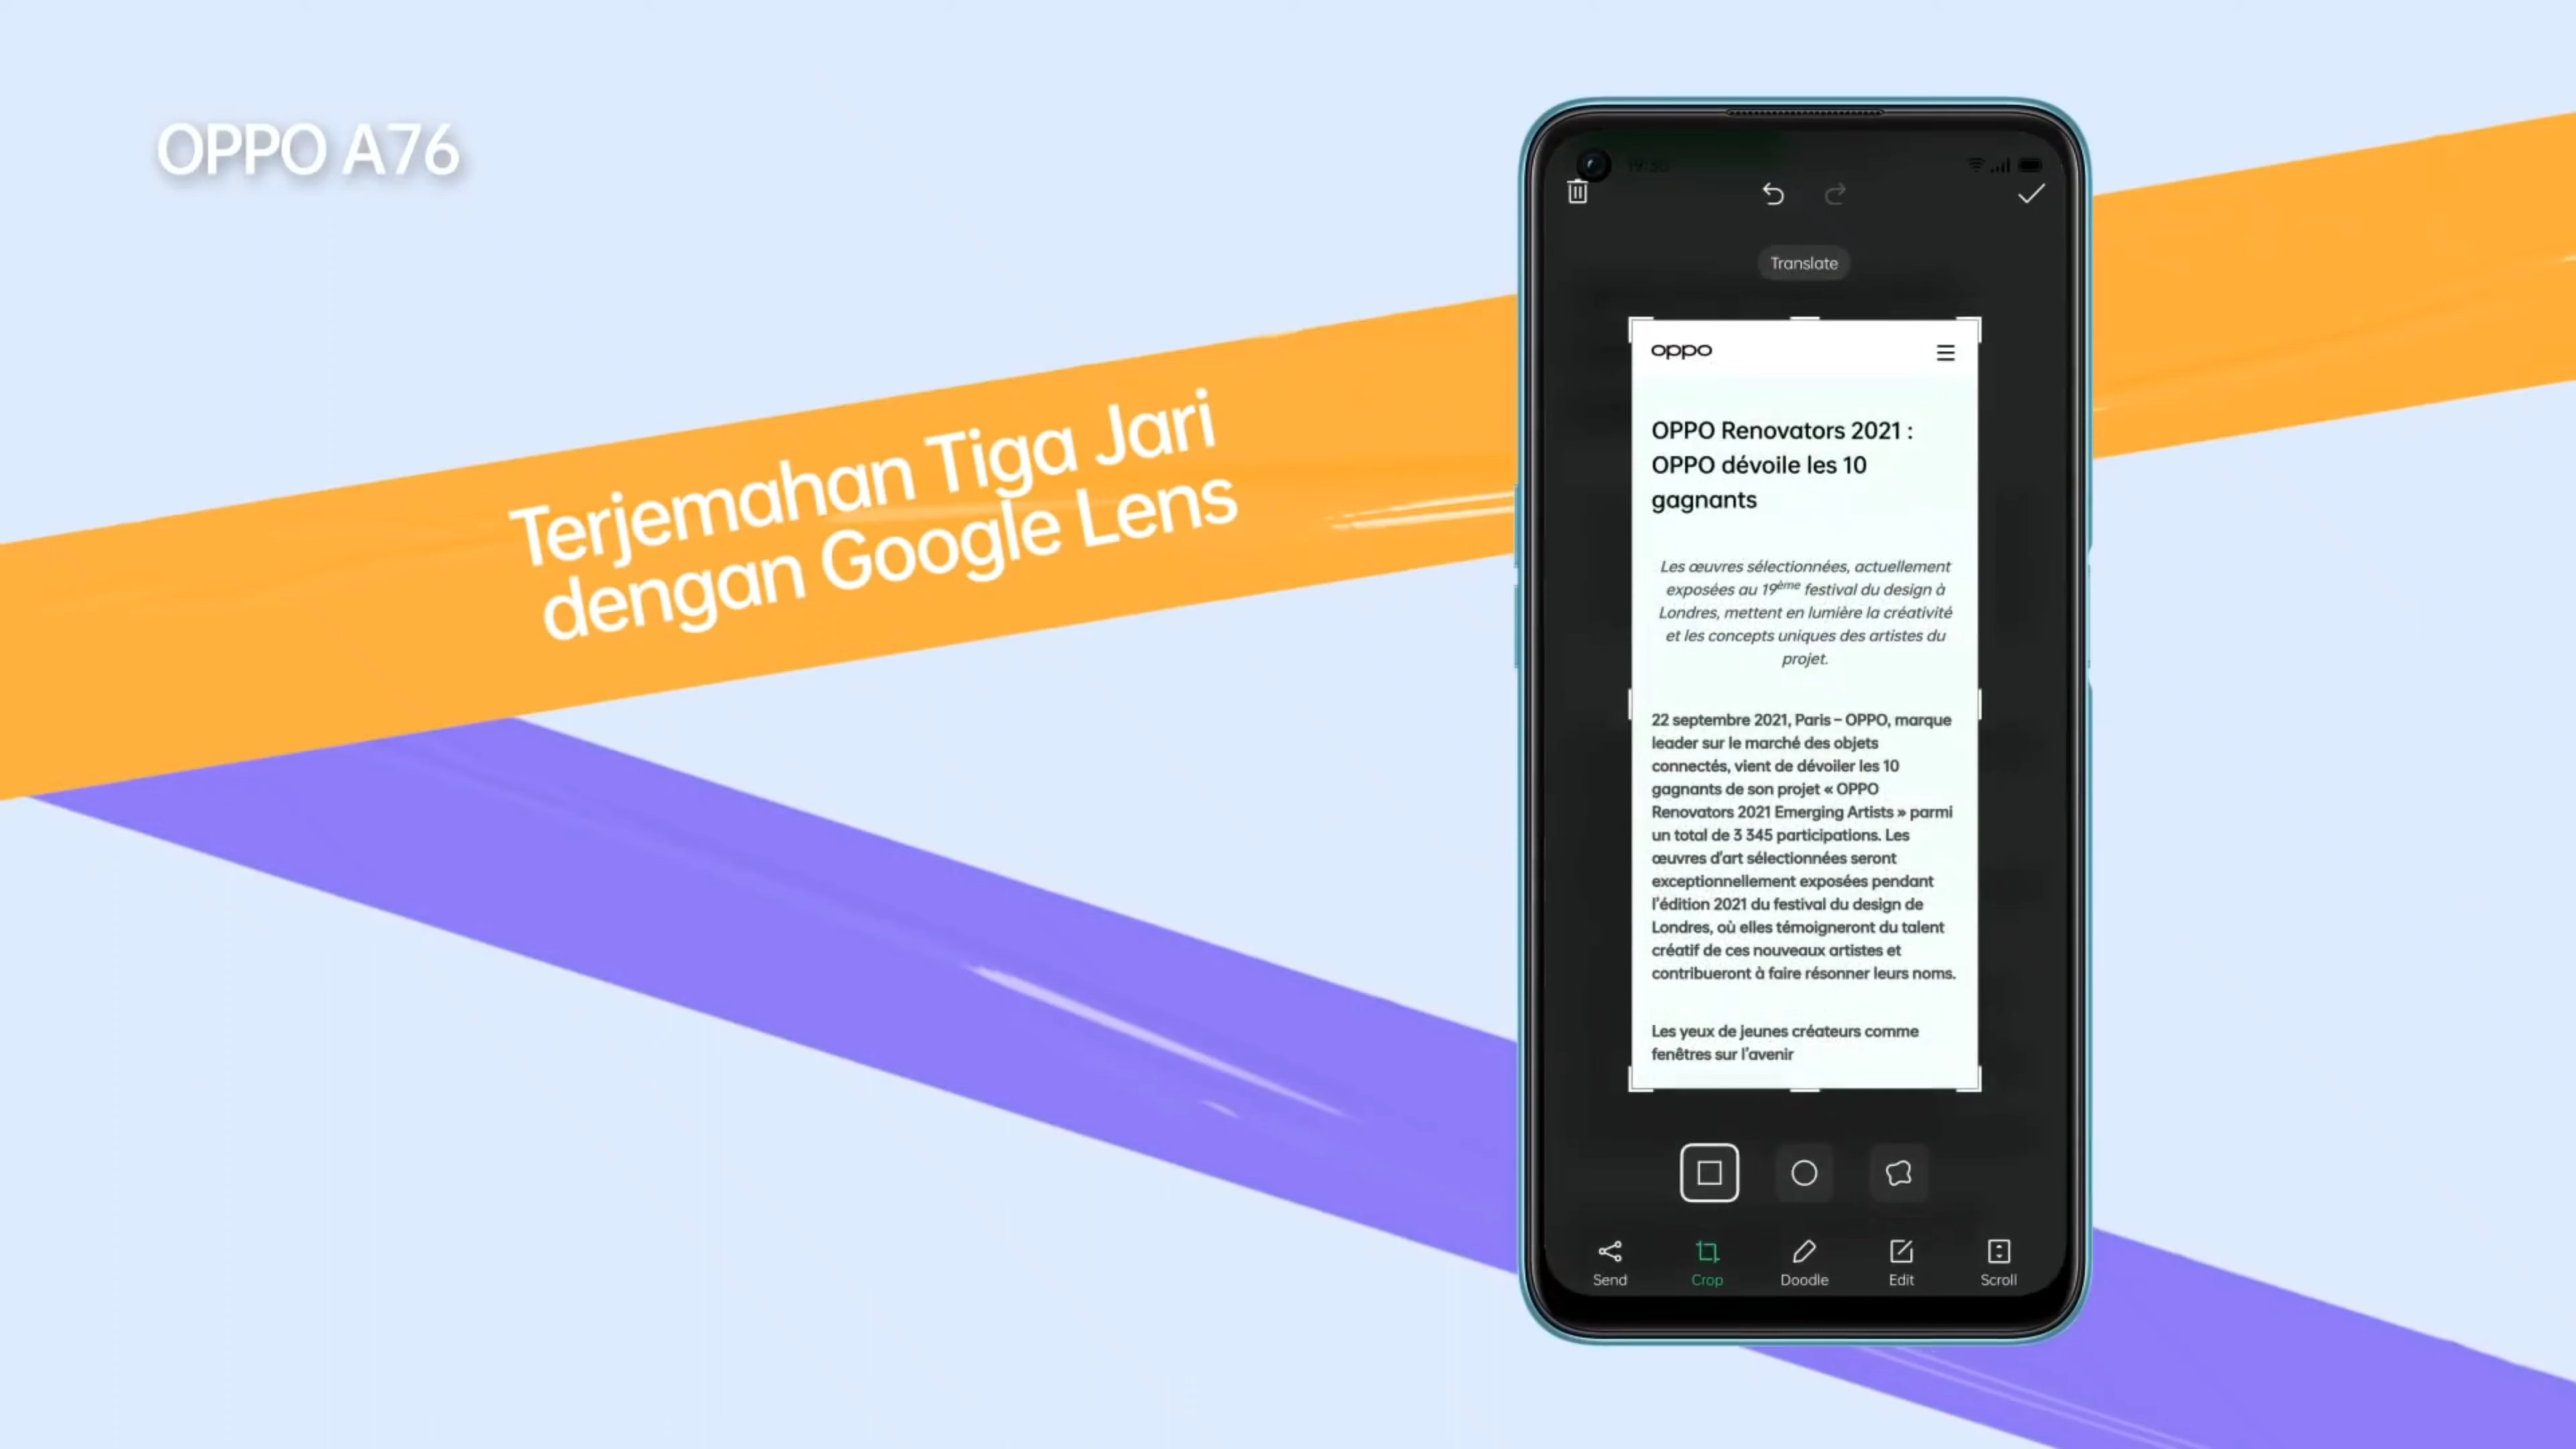 OPPO A76
Terjemahan Tiga Jari
dengan Google Lens
19:30
Translate
oppo
OPPO Renovators 2021 :
OPPO dévoile les 10
gagnants
Les œuvres sélectionnées, actuellement
exposées au 19ème festival du design à
Londres, mettent en lumière la créativité
et les concepts uniques des artistes du
projet.
22 septembre 2021, Paris – OPPO, marque
leader sur le marché des objets
connectés, vient de dévoiler les 10
gagnants de son projet « OPPO
Renovators 2021 Emerging Artists » parmi
un total de 3 345 participations. Les
œuvres d'art sélectionnées seront
exceptionnellement exposées pendant
l'édition 2021 du festival du design de
Londres, où elles témoigneront du talent
créatif de ces nouveaux artistes et
contribueront à faire résonner leurs noms.
Les yeux de jeunes créateurs comme
fenêtres sur l'avenir
Send Crop Doodle Edit Scroll